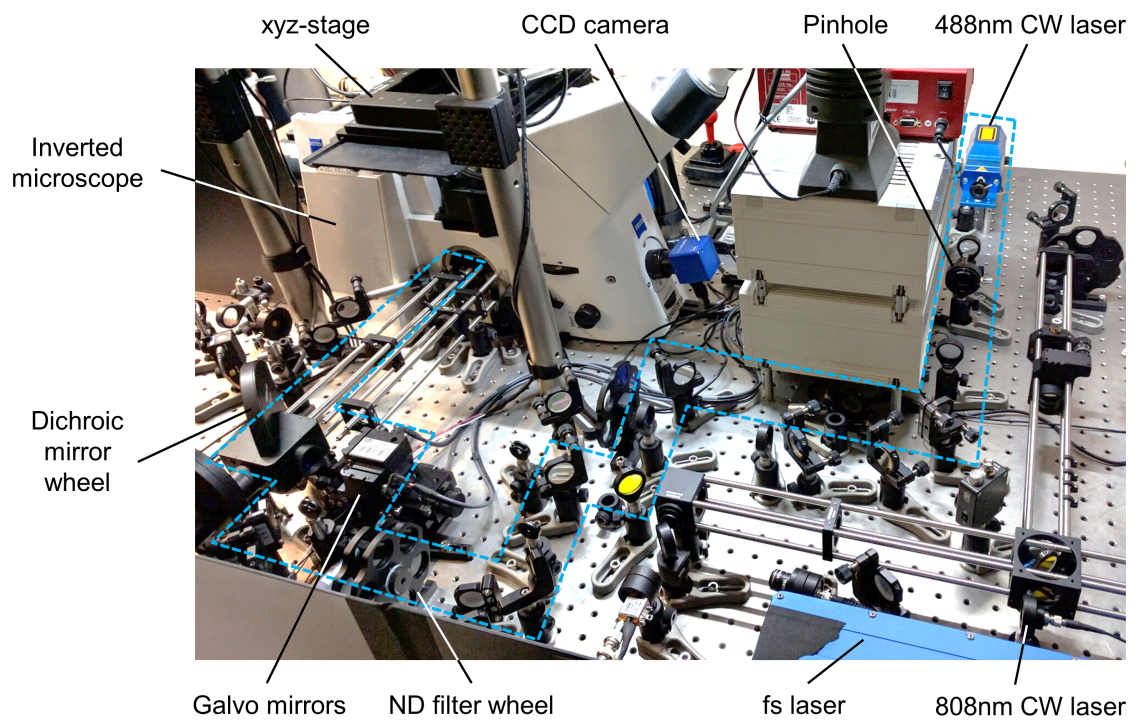 xyz-stage
CCD camera
Pinhole
488nm CW laser
Inverted
microscope
Dichroic
mirror
wheel
Galvo mirrors
ND filter wheel
fs laser
808nm CW laser